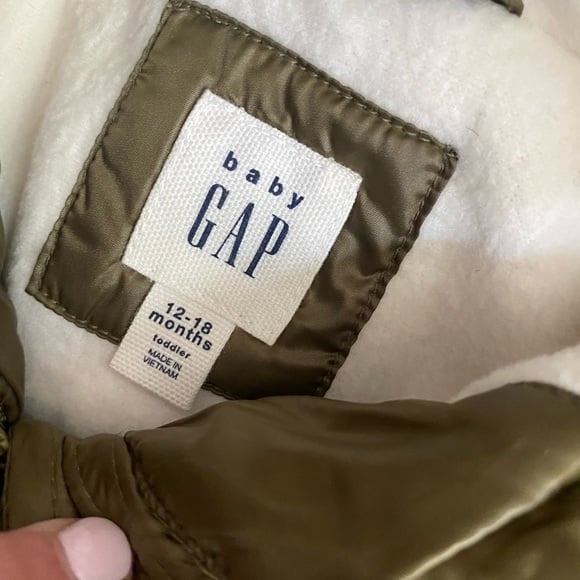 baby
GAP
12-18
months
toddler
MADE IN
VIETNAM